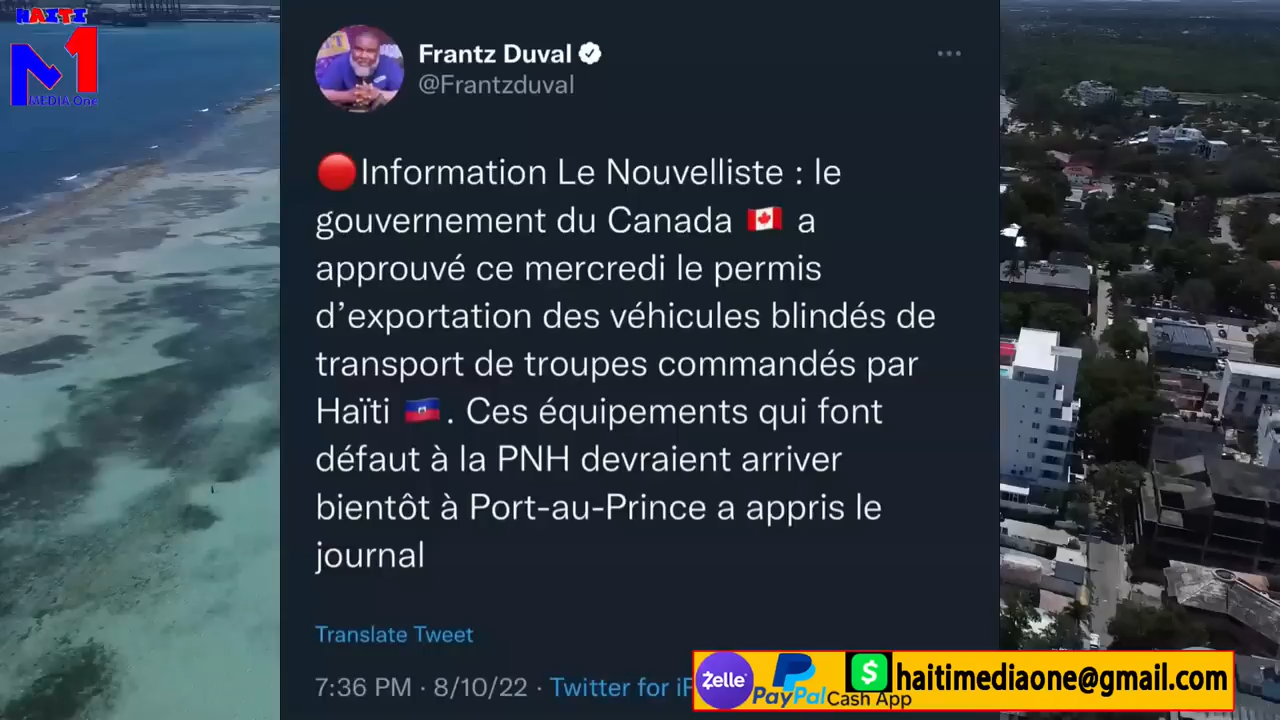 HAITI
M1
MEDIA One
Frantz Duval
@Frantzduval
Information Le Nouvelliste : le
gouvernement du Canada 🇨🇦 a
approuvé ce mercredi le permis
d’exportation des véhicules blindés de
transport de troupes commandés par
Haïti 🇭🇹. Ces équipements qui font
défaut à la PNH devraient arriver
bientôt à Port-au-Prince a appris le
journal
Translate Tweet
7:36 PM · 8/10/22 · Twitter for iP
Zelle
PayPal
$
Cash App
haitimediaone@gmail.com